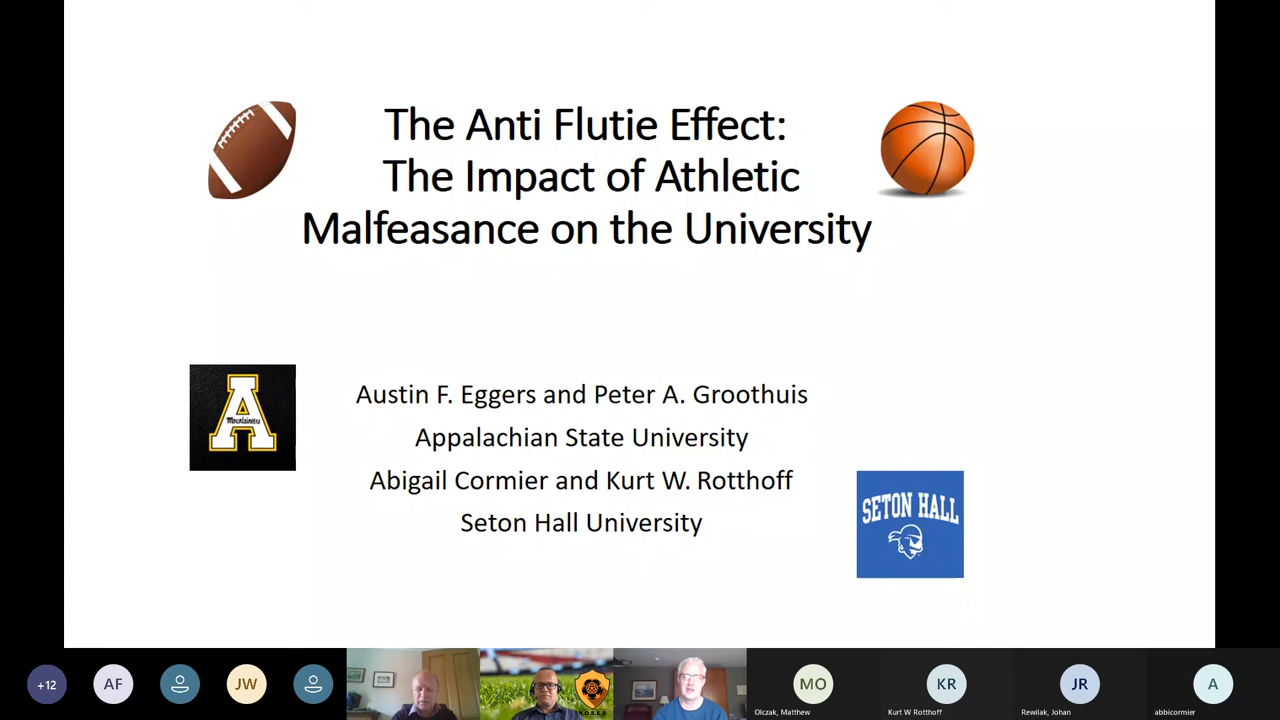 The Anti Flutie Effect:
The Impact of Athletic
Malfeasance on the University
Mountaineers
Austin F. Eggers and Peter A. Groothuis
Appalachian State University
Abigail Cormier and Kurt W. Rotthoff
Seton Hall University
SETON HALL
+12
AF
JW
R.O.S.E.S
MO
KR
JR
A
Olczak, Matthew
Kurt W Rotthoff
Rewilak, Johan
abbicormier